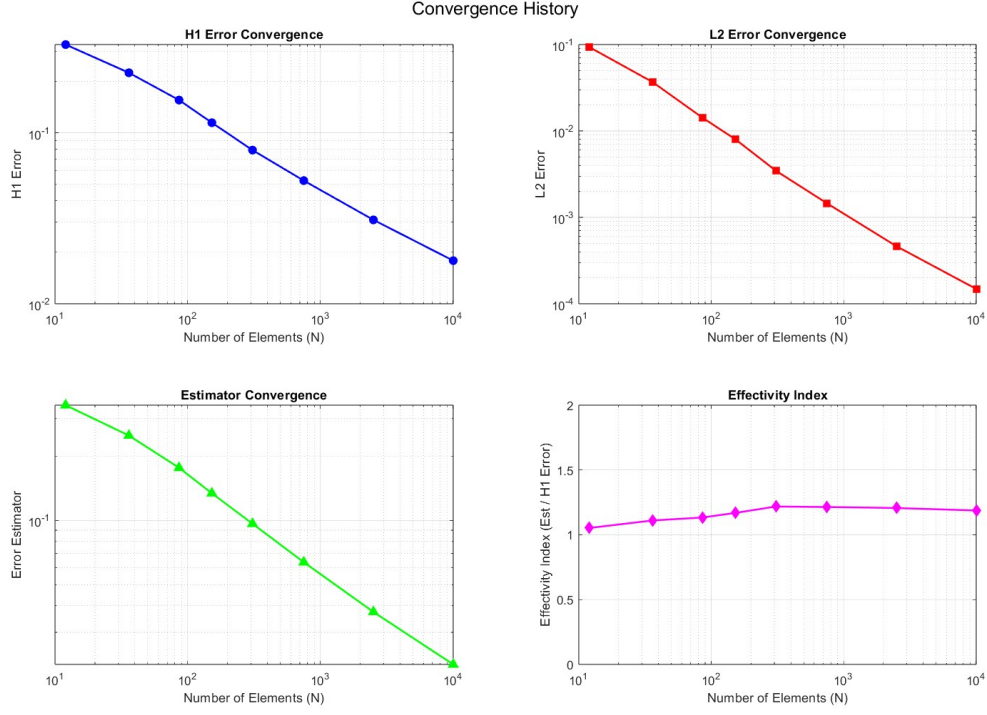 Convergence History
H1 Error Convergence
H1 Error
10^-1
10^-2
10^1 10^2 10^3 10^4
Number of Elements (N)
L2 Error Convergence
L2 Error
10^-1
10^-2
10^-3
10^-4
10^1 10^2 10^3 10^4
Number of Elements (N)
Estimator Convergence
Error Estimator
10^-1
10^1 10^2 10^3 10^4
Number of Elements (N)
Effectivity Index
Effectivity Index (Est / H1 Error)
2
1.5
1
0.5
0
10^1 10^2 10^3 10^4
Number of Elements (N)